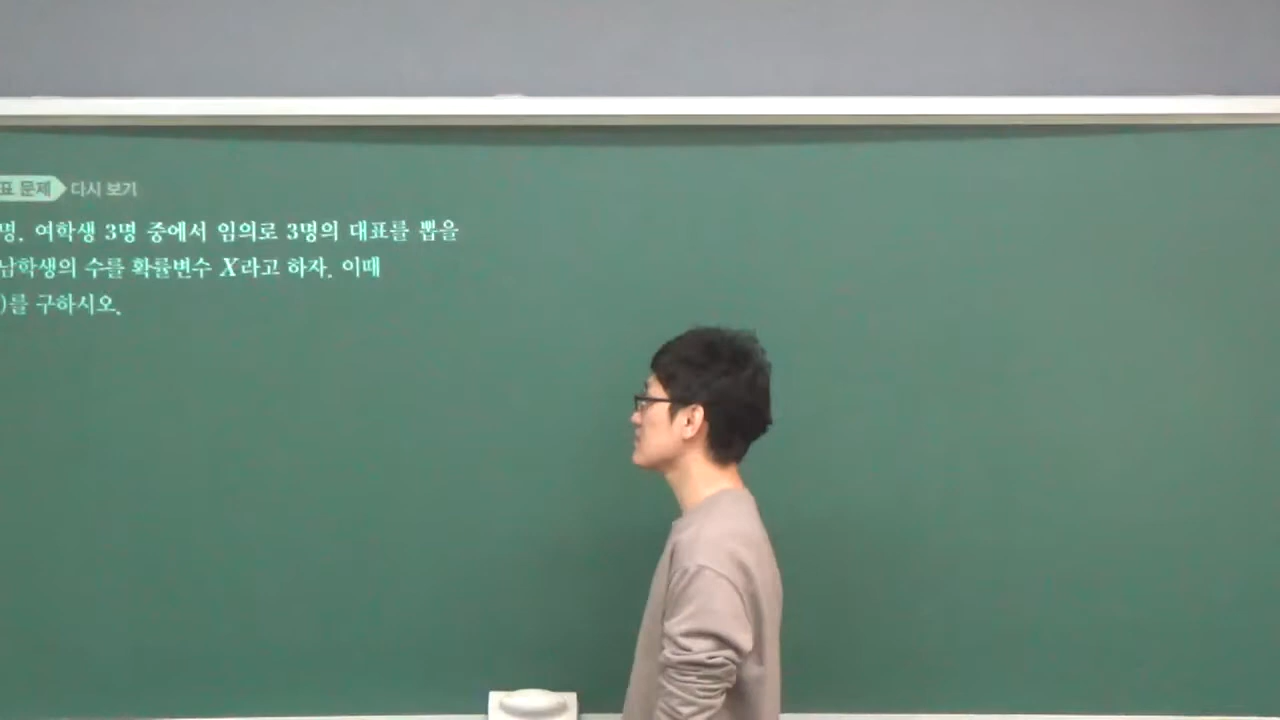 표 문제 다시 보기
명, 여학생 3명 중에서 임의로 3명의 대표를 뽑을
남학생의 수를 확률변수 X라고 하자. 이때
)를 구하시오.